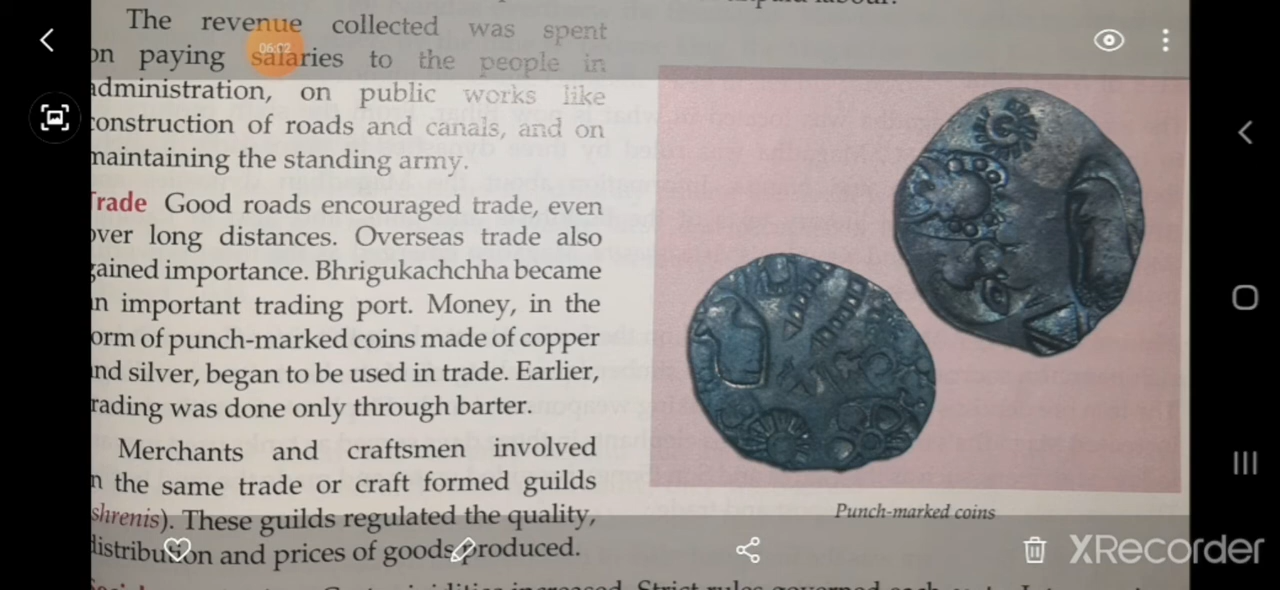 The revenue collected was spent
on paying salaries to the people in
administration, on public works like
construction of roads and canals, and on
maintaining the standing army.
Trade Good roads encouraged trade, even
over long distances. Overseas trade also
gained importance. Bhrigukachchha became
an important trading port. Money, in the
orm of punch-marked coins made of copper
and silver, began to be used in trade. Earlier,
rading was done only through barter.
Merchants and craftsmen involved
n the same trade or craft formed guilds
shrenis). These guilds regulated the quality,
distribution and prices of goods produced.
06:02
Punch-marked coins
XRecorder